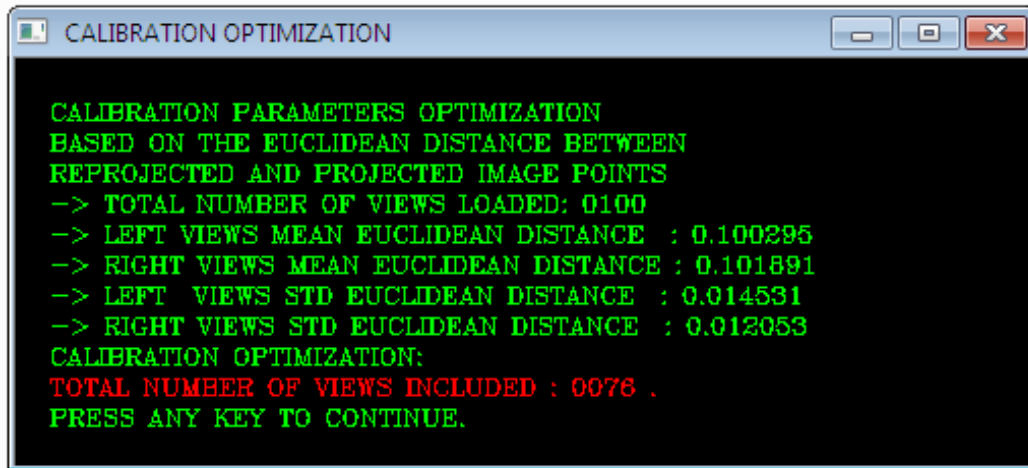 CALIBRATION OPTIMIZATION
CALIBRATION PARAMETERS OPTIMIZATION
BASED ON THE EUCLIDEAN DISTANCE BETWEEN
REPROJECTED AND PROJECTED IMAGE POINTS
-> TOTAL NUMBER OF VIEWS LOADED: 0100
-> LEFT VIEWS MEAN EUCLIDEAN DISTANCE : 0.100295
-> RIGHT VIEWS MEAN EUCLIDEAN DISTANCE : 0.101891
-> LEFT VIEWS STD EUCLIDEAN DISTANCE : 0.014531
-> RIGHT VIEWS STD EUCLIDEAN DISTANCE : 0.012053
CALIBRATION OPTIMIZATION:
TOTAL NUMBER OF VIEWS INCLUDED : 0076 .
PRESS ANY KEY TO CONTINUE.